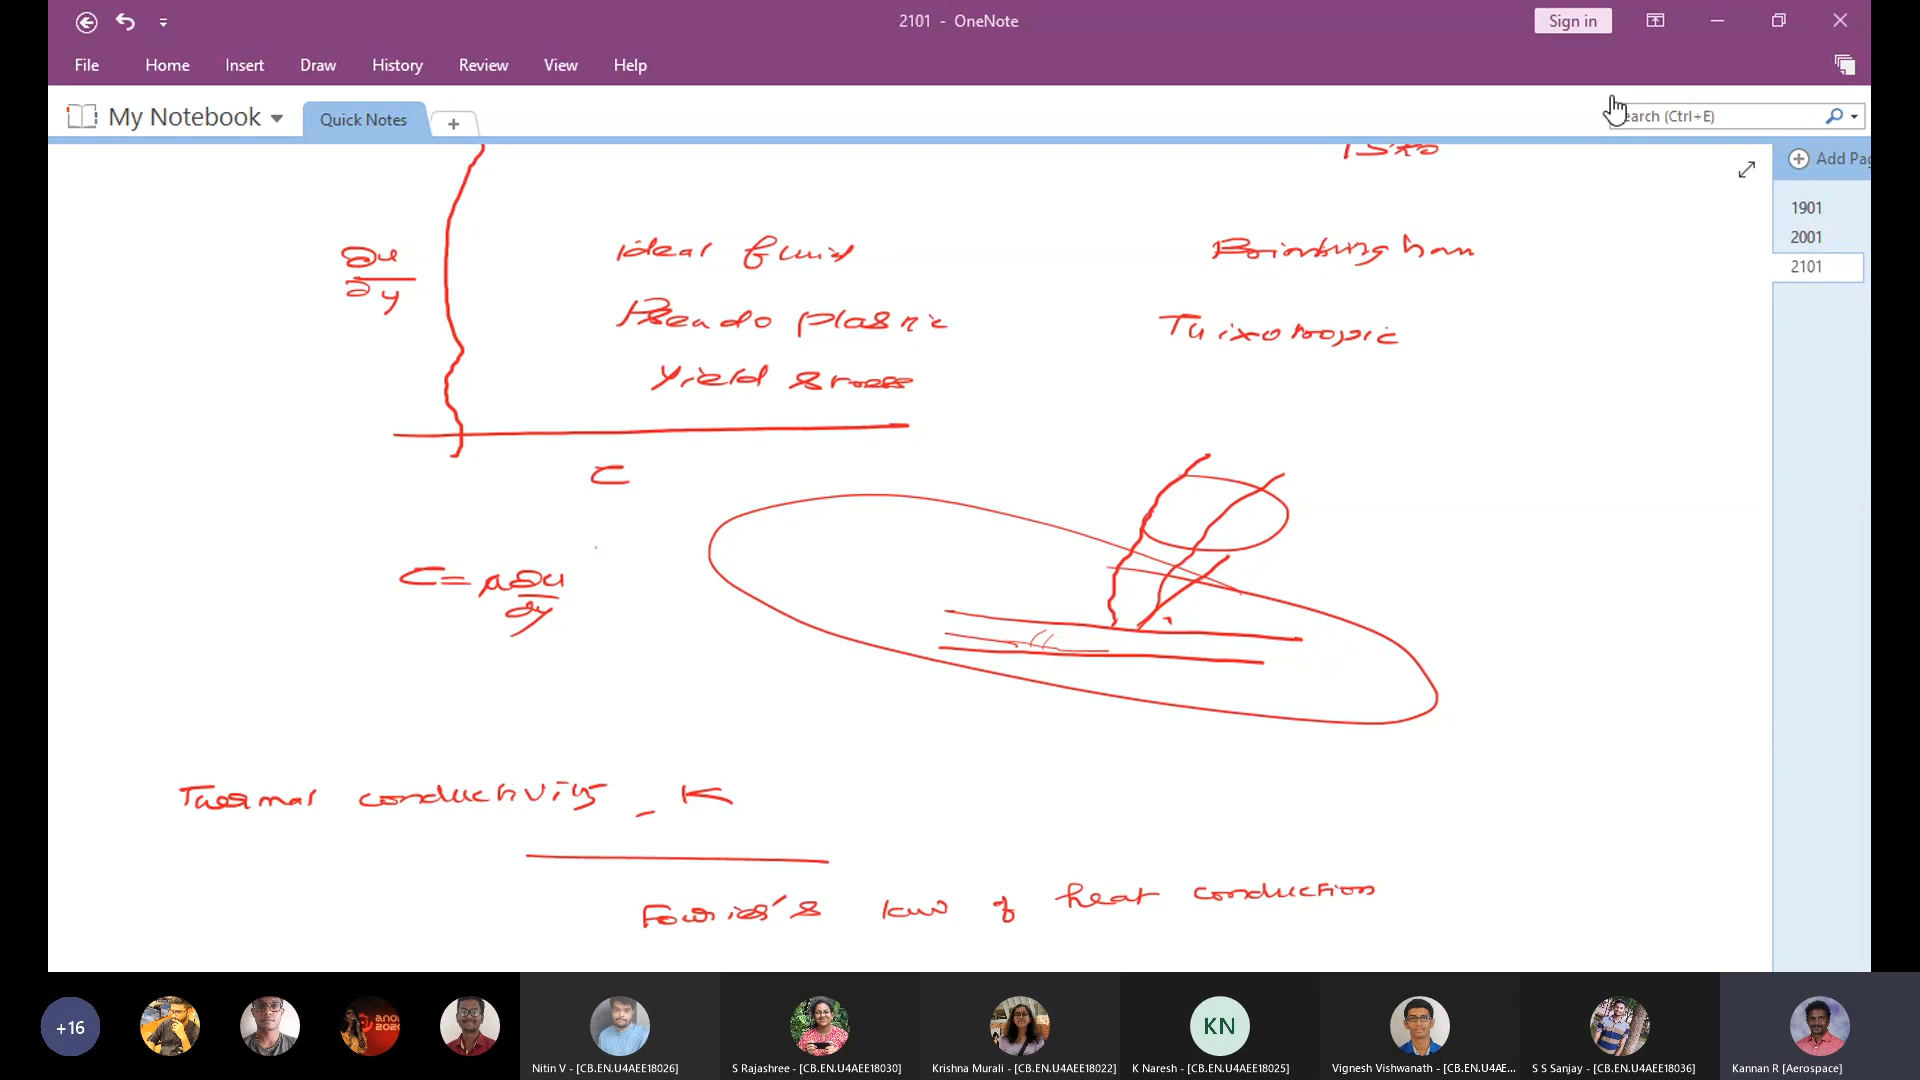 2101 - OneNote
Sign in
File Home Insert Draw History Review View Help
My Notebook
Quick Notes
+
earch (Ctrl+E)
Add Pag
1901
2001
2101
∂u
∂y
ideal fluid
Pseudo plastic
Thixotropic
Yield stress
τ
τ = μ ∂u
∂y
Thermal conductivity - K
Fourier's law of heat conduction
+16
KN
Nitin V - [CB.EN.U4AEE18026]
S Rajashree - [CB.EN.U4AEE18030]
Krishna Murali - [CB.EN.U4AEE18022]
K Naresh - [CB.EN.U4AEE18025]
Vignesh Vishwanath - [CB.EN.U4AE...
S S Sanjay - [CB.EN.U4AEE18036]
Kannan R [Aerospace]